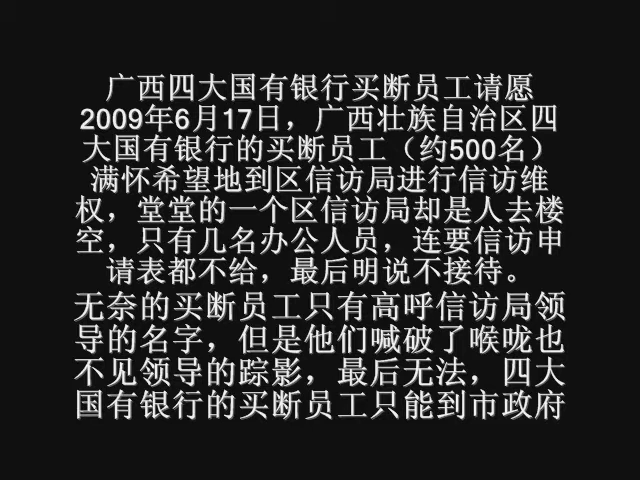 广西四大国有银行买断员工请愿
2009年6月17日，广西壮族自治区四
大国有银行的买断员工（约500名）
满怀希望地到区信访局进行信访维
权，堂堂的一个区信访局却是人去楼
空，只有几名办公人员，连要信访申
请表都不给，最后明说不接待。
无奈的买断员工只有高呼信访局领
导的名字，但是他们喊破了喉咙也
不见领导的踪影，最后无法，四大
国有银行的买断员工只能到市政府